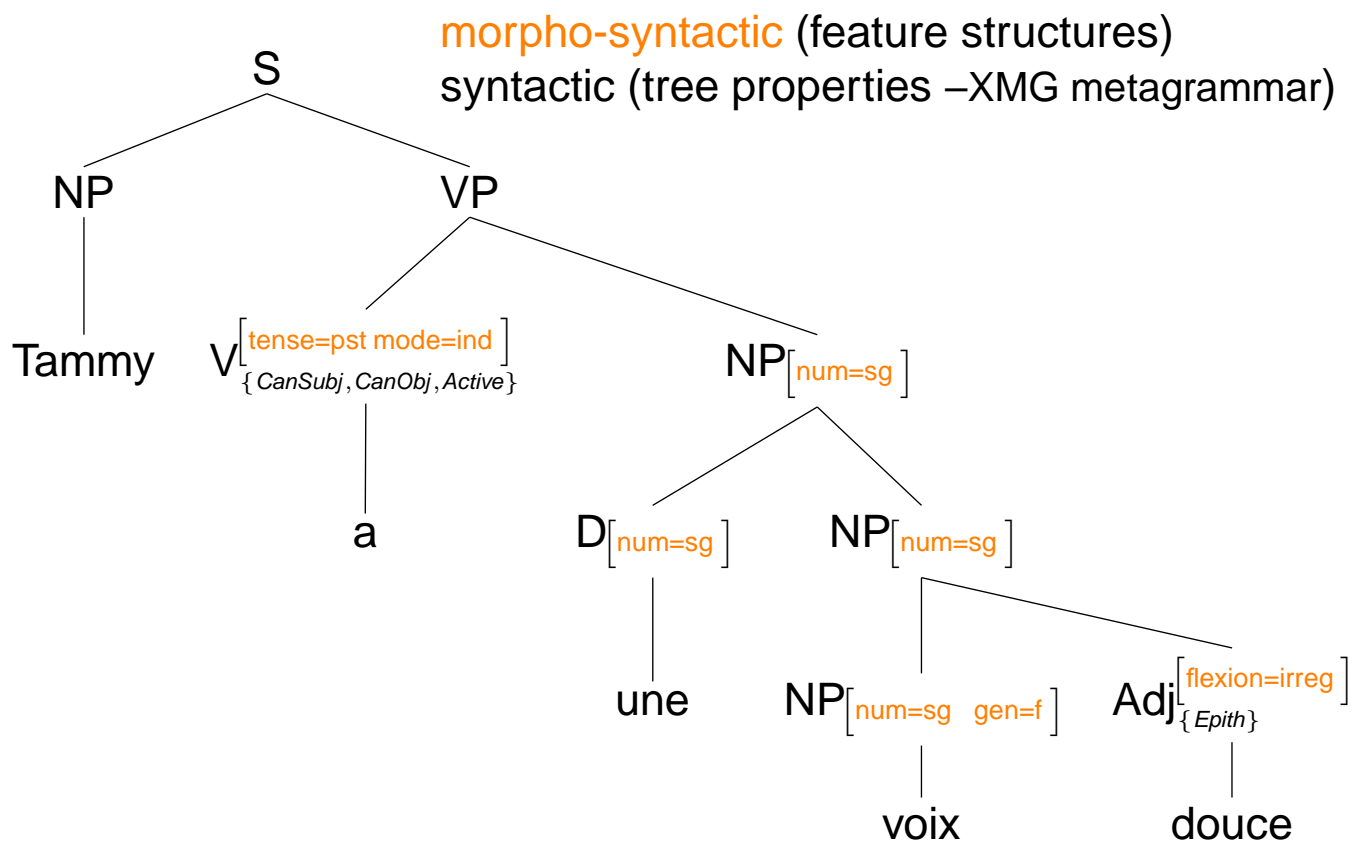 morpho-syntactic (feature structures)
S
syntactic (tree properties –XMG metagrammar)
NP VP
Tammy V[tense=pst mode=ind] NP[num=sg]
{CanSubj,CanObj,Active}
a D[num=sg] NP[num=sg]
une NP[num=sg gen=f] Adj[flexion=irreg]
{Epith}
voix douce